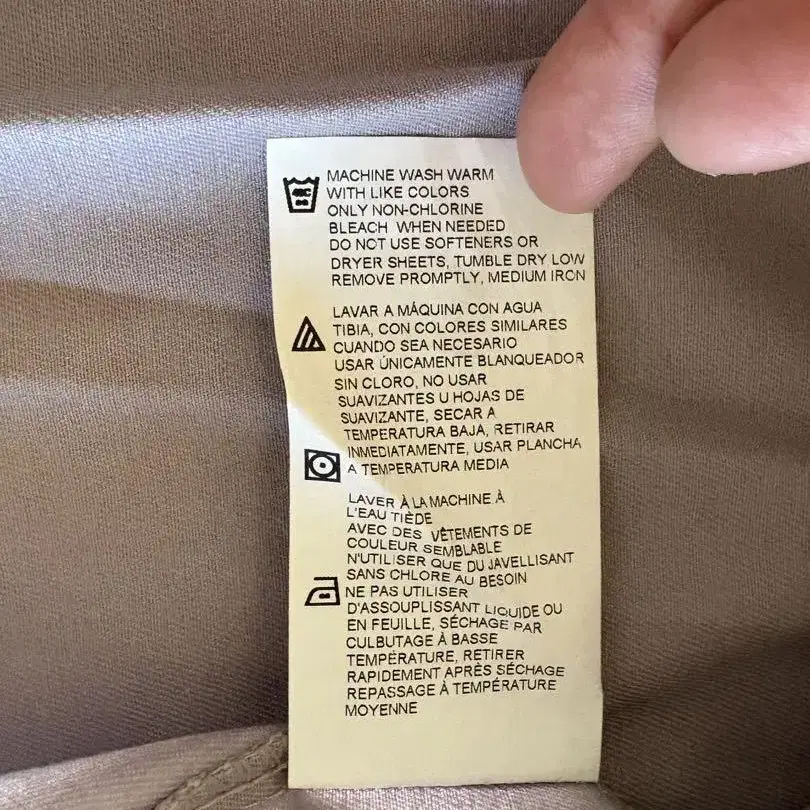 MACHINE WASH WARM
WITH LIKE COLORS
ONLY NON-CHLORINE
BLEACH WHEN NEEDED
DO NOT USE SOFTENERS OR
DRYER SHEETS, TUMBLE DRY LOW
REMOVE PROMPTLY, MEDIUM IRON
LAVAR A MÁQUINA CON AGUA
TIBIA, CON COLORES SIMILARES
CUANDO SEA NECESARIO
USAR ÚNICAMENTE BLANQUEADOR
SIN CLORO, NO USAR
SUAVIZANTES U HOJAS DE
SUAVIZANTE, SECAR A
TEMPERATURA BAJA, RETIRAR
INMEDIATAMENTE, USAR PLANCHA
A TEMPERATURA MEDIA
LAVER À LA MACHINE À
L'EAU TIÈDE
AVEC DES VÊTEMENTS DE
COULEUR SEMBLABLE
N'UTILISER QUE DU JAVELLISANT
SANS CHLORE AU BESOIN
NE PAS UTILISER
D'ASSOUPLISSANT LIQUIDE OU
EN FEUILLE, SÉCHAGE PAR
CULBUTAGE À BASSE
TEMPÉRATURE, RETIRER
RAPIDEMENT APRÈS SÉCHAGE
REPASSAGE À TEMPÉRATURE
MOYENNE